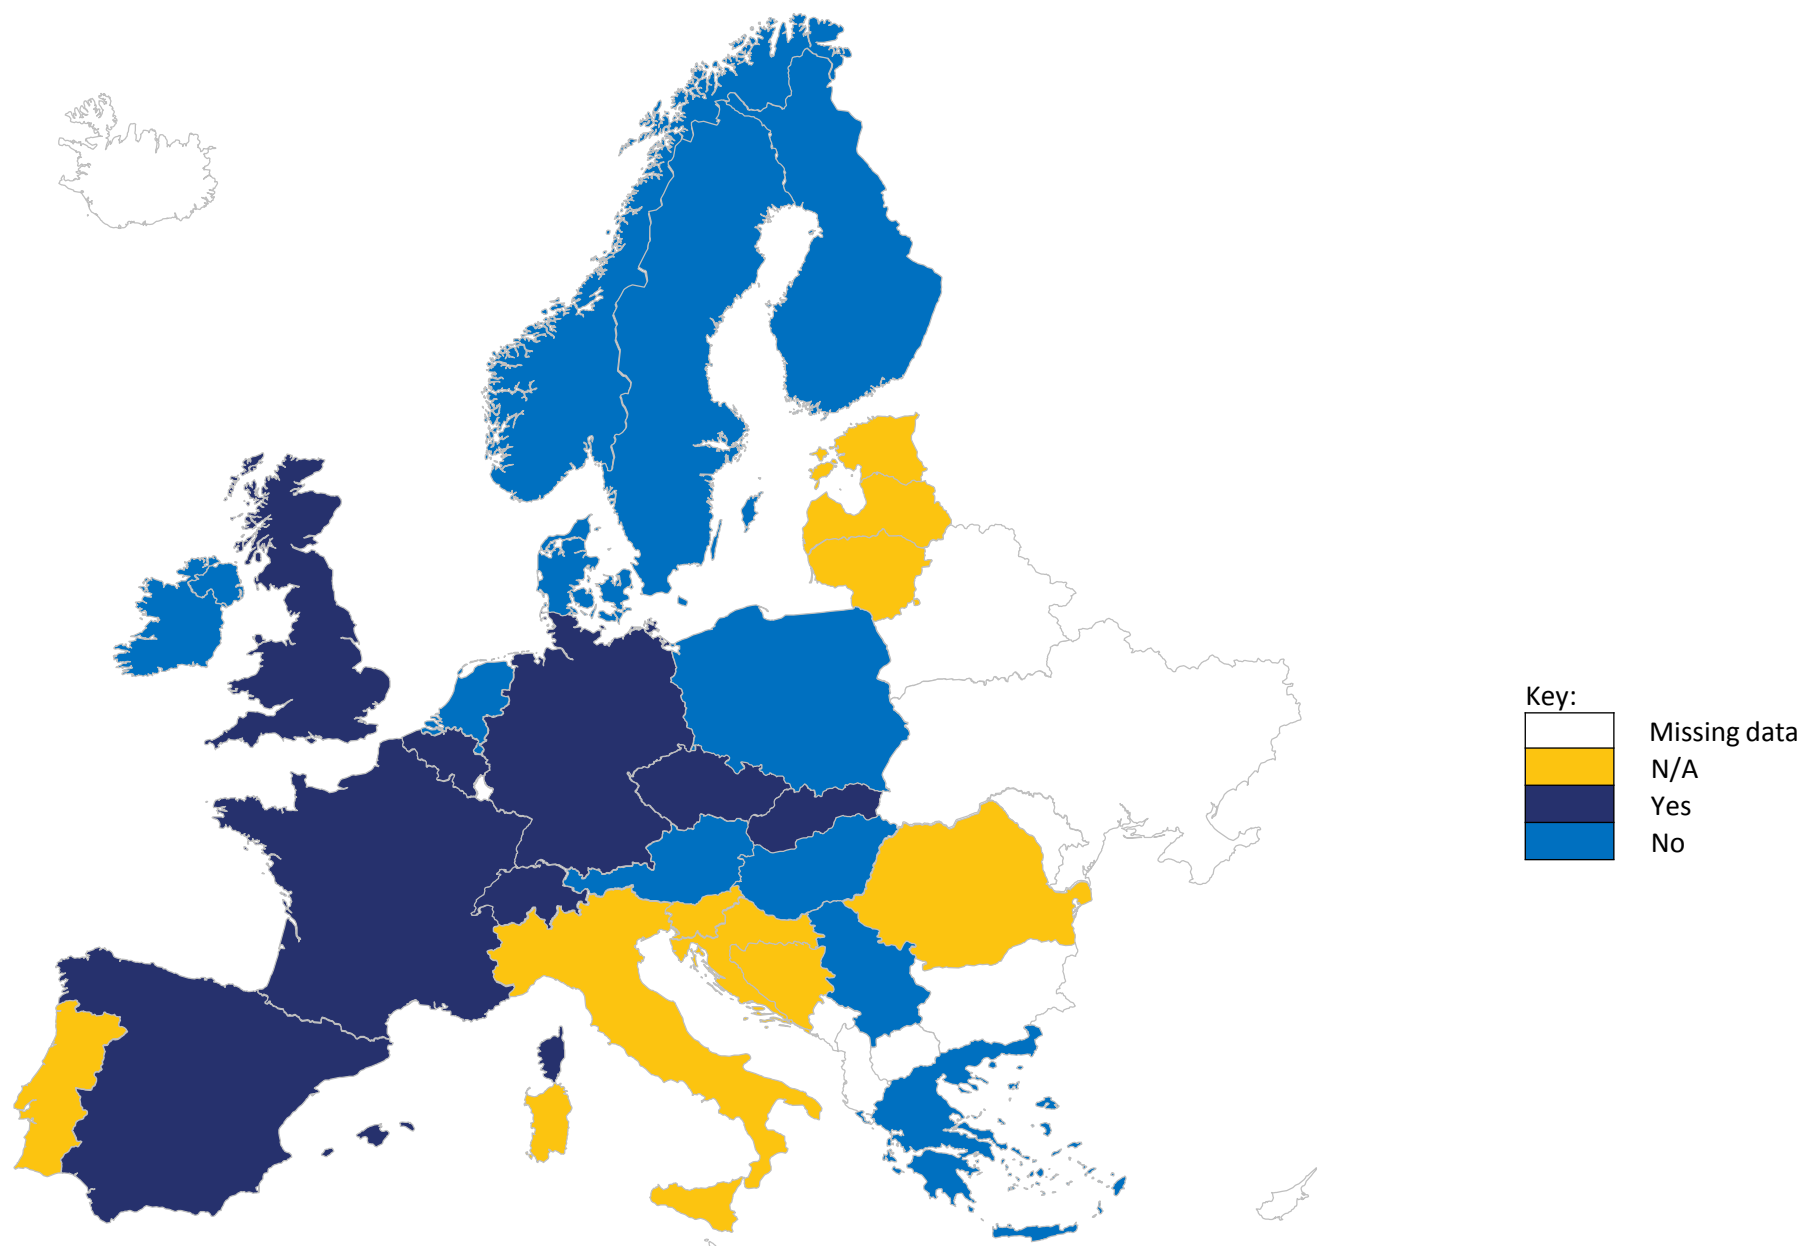 Key:
Missing data
N/A
Yes
No